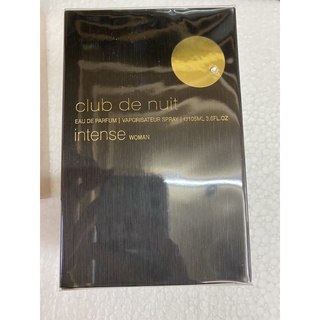 club de nuit
EAU DE PARFUM | VAPORISATEUR SPRAY | 105ML 3.6FL.OZ
intense WOMAN